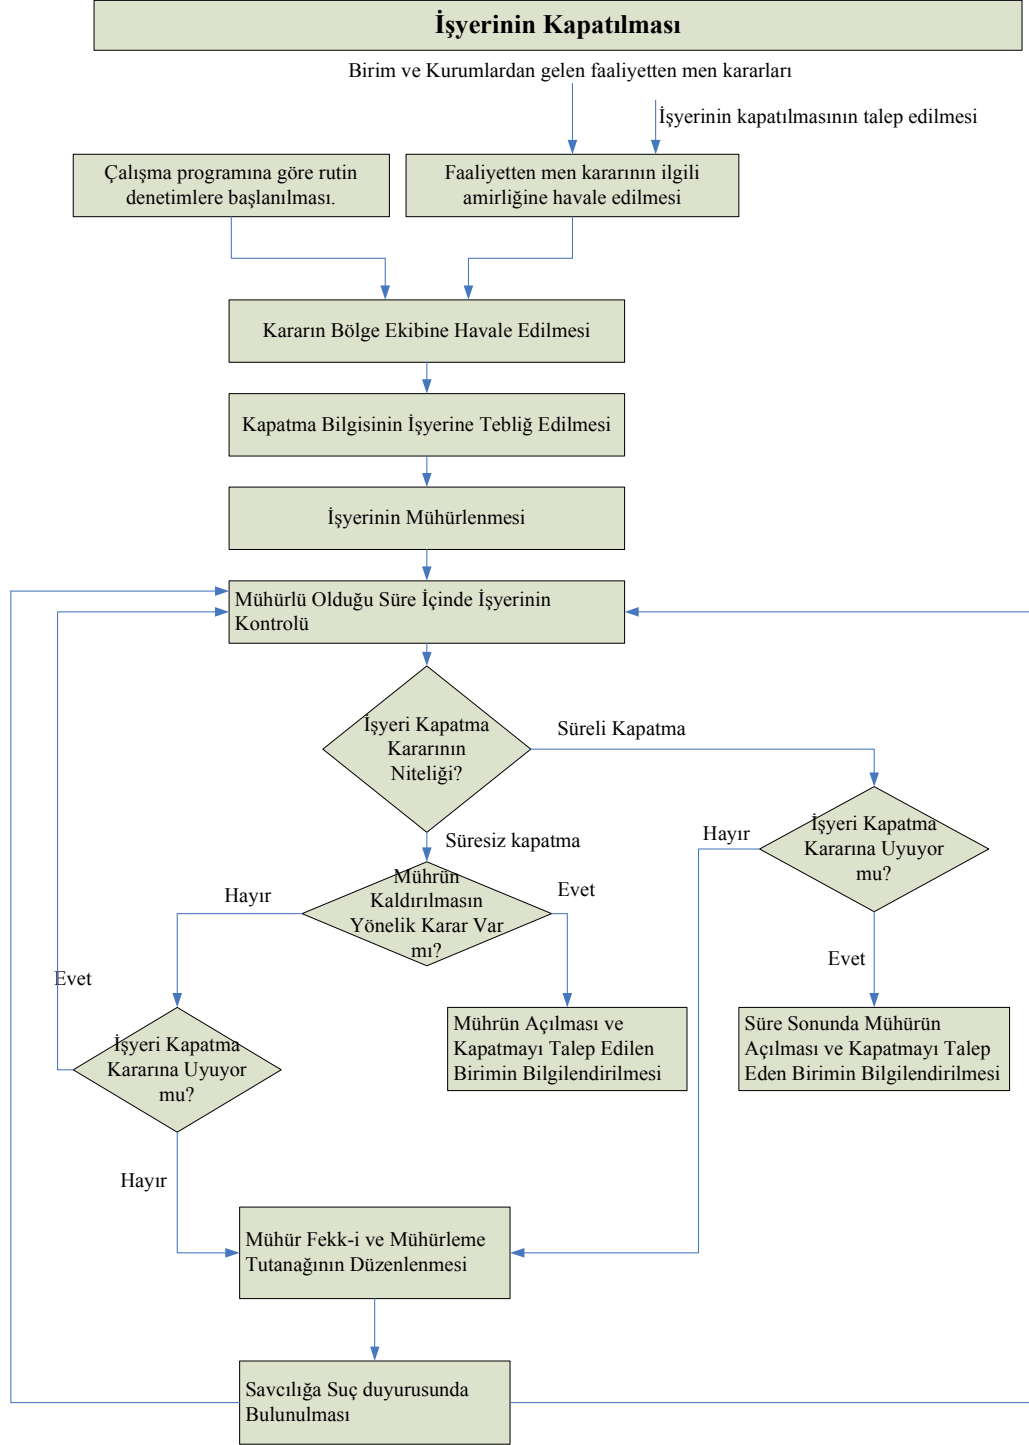 İşyerinin Kapatılması
Birim ve Kurumlardan gelen faaliyetten men kararları
İşyerinin kapatılmasının talep edilmesi
Çalışma programına göre rutin
denetimlere başlanılması.
Faaliyetten men kararının ilgili
amirliğine havale edilmesi
Kararın Bölge Ekibine Havale Edilmesi
Kapatma Bilgisinin İşyerine Tebliğ Edilmesi
İşyerinin Mühürlenmesi
Mühürlü Olduğu Süre İçinde İşyerinin
Kontrolü
İşyeri Kapatma
Kararının
Niteliği?
Süreli Kapatma
İşyeri Kapatma
Kararına Uyuyor
mu?
Hayır
Süresiz kapatma
Mührün
Kaldırılmasın
Yönelik Karar Var
mı?
Hayır
Evet
Evet
Evet
Mührün Açılması ve
Kapatmayı Talep Edilen
Birimin Bilgilendirilmesi
Süre Sonunda Mühürün
Açılması ve Kapatmayı Talep
Eden Birimin Bilgilendirilmesi
İşyeri Kapatma
Kararına Uyuyor
mu?
Hayır
Mühür Fekk-i ve Mühürleme
Tutanağının Düzenlenmesi
Savcılığa Suç duyurusunda
Bulunulması